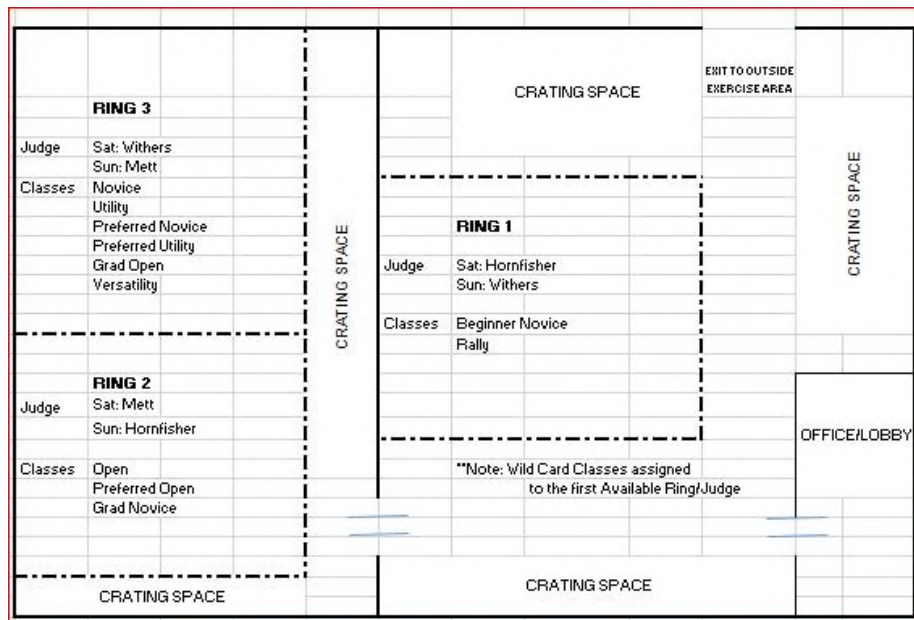 RING 3
Judge Sat: Withers
Sun: Mett
Classes Novice
Utility
Preferred Novice
Preferred Utility
Grad Open
Versatility
RING 2
Judge Sat: Mett
Sun: Hornfisher
Classes Open
Preferred Open
Grad Novice
CRATING SPACE
CRATING SPACE
CRATING SPACE
EXIT TO OUTSIDE
EXERCISE AREA
RING 1
Judge Sat: Hornfisher
Sun: Withers
Classes Beginner Novice
Rally
**Note: Wild Card Classes assigned
to the first Available Ring/Judge
CRATING SPACE
CRATING SPACE
OFFICE/LOBBY